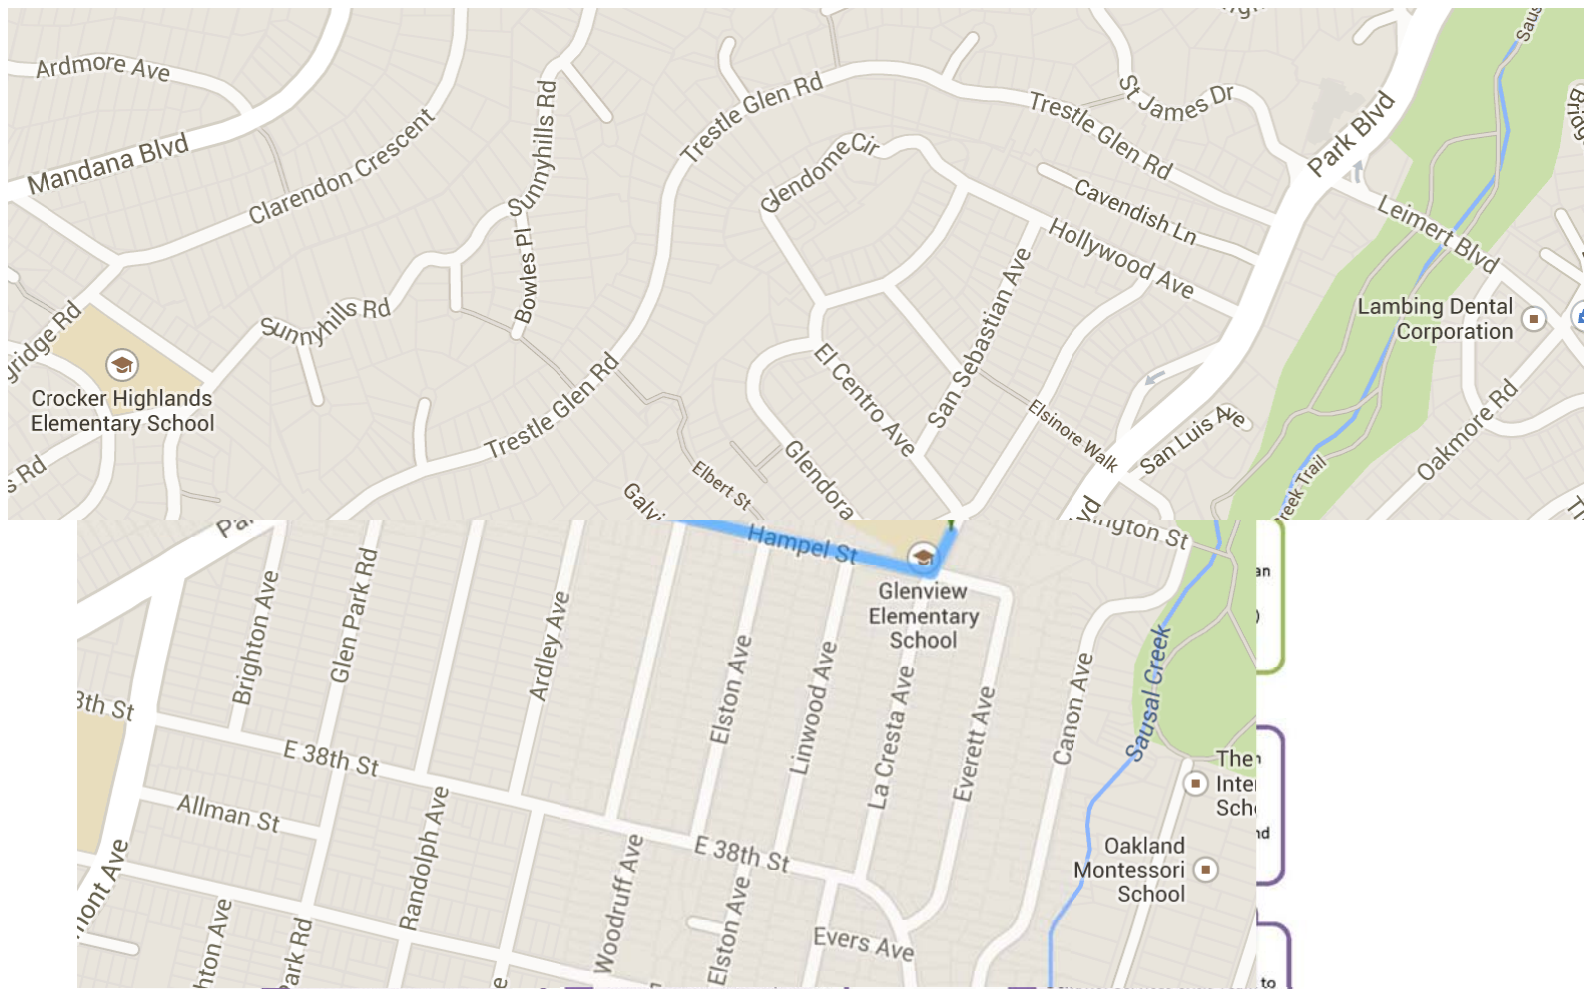 Ardmore Ave
Mandana Blvd
Clarendon Crescent
Sunnyhills Rd
Bowles Pl
Sunnyhills Rd
Trestle Glen Rd
Glendome Cir
Trestle Glen Rd
St James Dr
Park Blvd
Cavendish Ln
Hollywood Ave
Leimert Blvd
Lambing Dental
Corporation
Crocker Highlands
Elementary School
Trestle Glen Rd
El Centro Ave
San Sebastian Ave
Elsinore Walk
San Luis Ave
Oakmore Rd
Elbert St
Glendora
Hampel St
Glenview
Elementary
School
Brighton Ave
Glen Park Rd
Ardley Ave
Elston Ave
Linwood Ave
La Cresta Ave
Everett Ave
Canon Ave
Sausal Creek
E 38th St
Allman St
Randolph Ave
Woodruff Ave
E 38th St
Elston Ave
Evers Ave
The
Oakland
Montessori
School